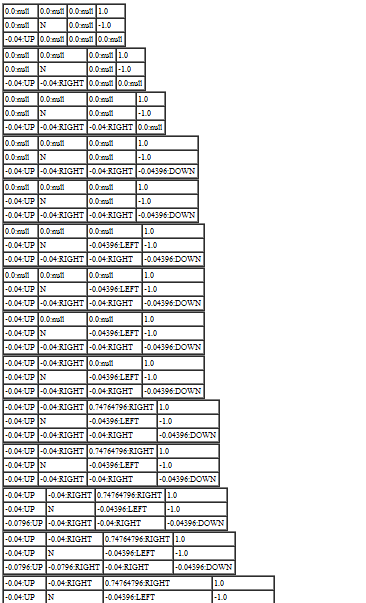 0.0:null 0.0:null 0.0:null 1.0
0.0:null N 0.0:null -1.0
-0.04:UP 0.0:null 0.0:null 0.0:null
0.0:null 0.0:null 0.0:null 1.0
0.0:null N 0.0:null -1.0
-0.04:UP -0.04:RIGHT 0.0:null 0.0:null
0.0:null 0.0:null 0.0:null 1.0
0.0:null N 0.0:null -1.0
-0.04:UP -0.04:RIGHT -0.04:RIGHT 0.0:null
0.0:null 0.0:null 0.0:null 1.0
0.0:null N 0.0:null -1.0
-0.04:UP -0.04:RIGHT -0.04:RIGHT -0.04396:DOWN
0.0:null 0.0:null 0.0:null 1.0
-0.04:UP N 0.0:null -1.0
-0.04:UP -0.04:RIGHT -0.04:RIGHT -0.04396:DOWN
0.0:null 0.0:null 0.0:null 1.0
-0.04:UP N -0.04396:LEFT -1.0
-0.04:UP -0.04:RIGHT -0.04:RIGHT -0.04396:DOWN
0.0:null 0.0:null 0.0:null 1.0
-0.04:UP N -0.04396:LEFT -1.0
-0.04:UP -0.04:RIGHT -0.04:RIGHT -0.04396:DOWN
-0.04:UP 0.0:null 0.0:null 1.0
-0.04:UP N -0.04396:LEFT -1.0
-0.04:UP -0.04:RIGHT -0.04:RIGHT -0.04396:DOWN
-0.04:UP -0.04:RIGHT 0.0:null 1.0
-0.04:UP N -0.04396:LEFT -1.0
-0.04:UP -0.04:RIGHT -0.04:RIGHT -0.04396:DOWN
-0.04:UP -0.04:RIGHT 0.74764796:RIGHT 1.0
-0.04:UP N -0.04396:LEFT -1.0
-0.04:UP -0.04:RIGHT -0.04:RIGHT -0.04396:DOWN
-0.04:UP -0.04:RIGHT 0.74764796:RIGHT 1.0
-0.04:UP N -0.04396:LEFT -1.0
-0.04:UP -0.04:RIGHT -0.04:RIGHT -0.04396:DOWN
-0.04:UP -0.04:RIGHT 0.74764796:RIGHT 1.0
-0.04:UP N -0.04396:LEFT -1.0
-0.0796:UP -0.04:RIGHT -0.04:RIGHT -0.04396:DOWN
-0.04:UP -0.04:RIGHT 0.74764796:RIGHT 1.0
-0.04:UP N -0.04396:LEFT -1.0
-0.0796:UP -0.0796:RIGHT -0.04:RIGHT -0.04396:DOWN
-0.04:UP -0.04:RIGHT 0.74764796:RIGHT 1.0
-0.04:UP N -0.04396:LEFT -1.0